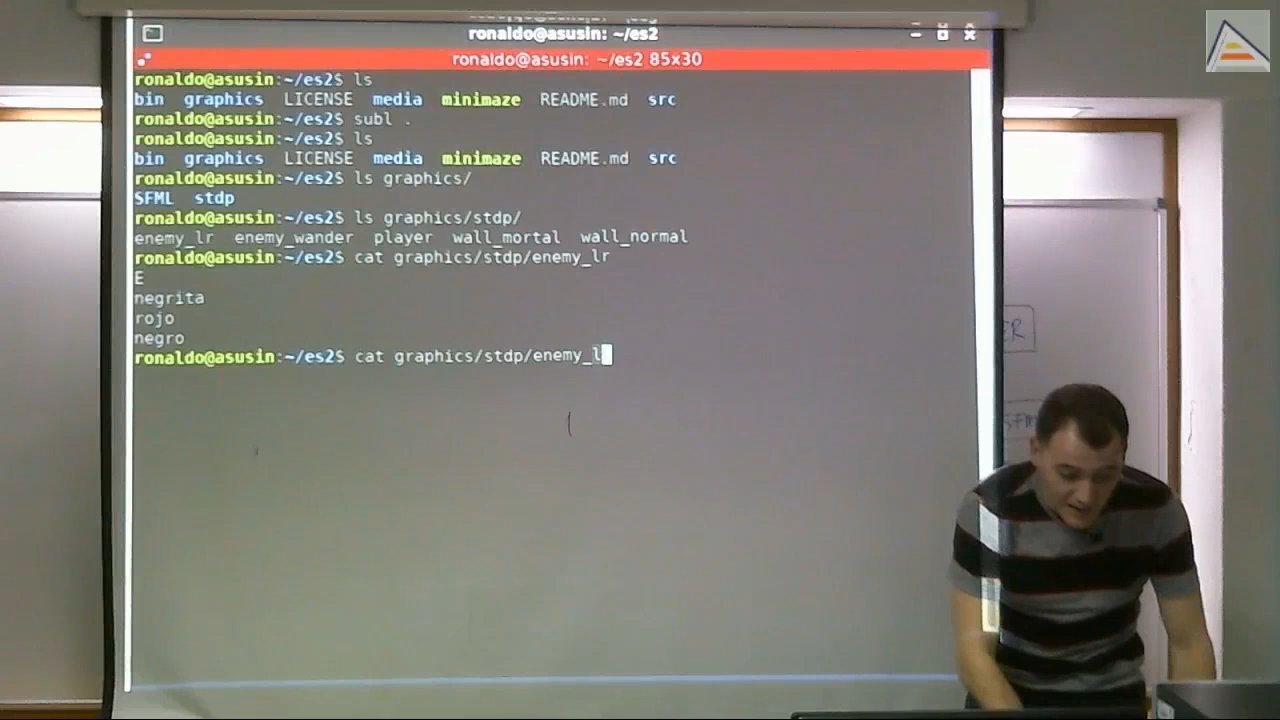 ronaldo@asusin: ~/es2
ronaldo@asusin: ~/es2 85x30
ronaldo@asusin:~/es2$ ls
bin graphics LICENSE media minimaze README.md src
ronaldo@asusin:~/es2$ subl .
ronaldo@asusin:~/es2$ ls
bin graphics LICENSE media minimaze README.md src
ronaldo@asusin:~/es2$ ls graphics/
SFML stdp
ronaldo@asusin:~/es2$ ls graphics/stdp/
enemy_lr enemy_wander player wall_mortal wall_normal
ronaldo@asusin:~/es2$ cat graphics/stdp/enemy_lr
E
negrita
rojo
negro
ronaldo@asusin:~/es2$ cat graphics/stdp/enemy_l